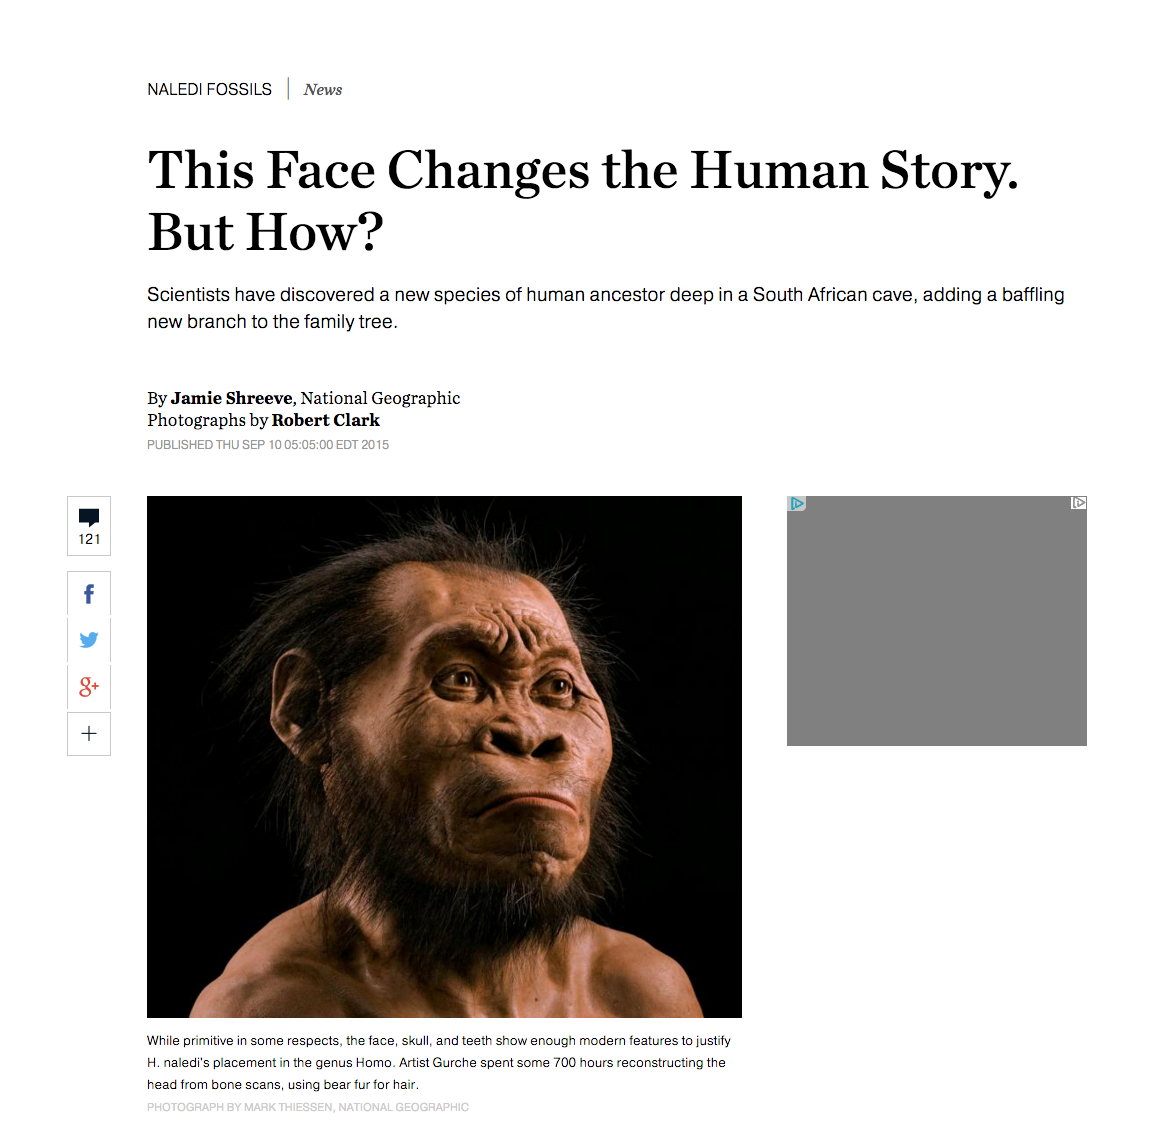 NALEDI FOSSILS News
This Face Changes the Human Story.
But How?
Scientists have discovered a new species of human ancestor deep in a South African cave, adding a baffling
new branch to the family tree.
By Jamie Shreeve, National Geographic
Photographs by Robert Clark
PUBLISHED THU SEP 10 05:05:00 EDT 2015
121
f
g+
+
While primitive in some respects, the face, skull, and teeth show enough modern features to justify
H. naledi's placement in the genus Homo. Artist Gurche spent some 700 hours reconstructing the
head from bone scans, using bear fur for hair.
PHOTOGRAPH BY MARK THIESSEN, NATIONAL GEOGRAPHIC